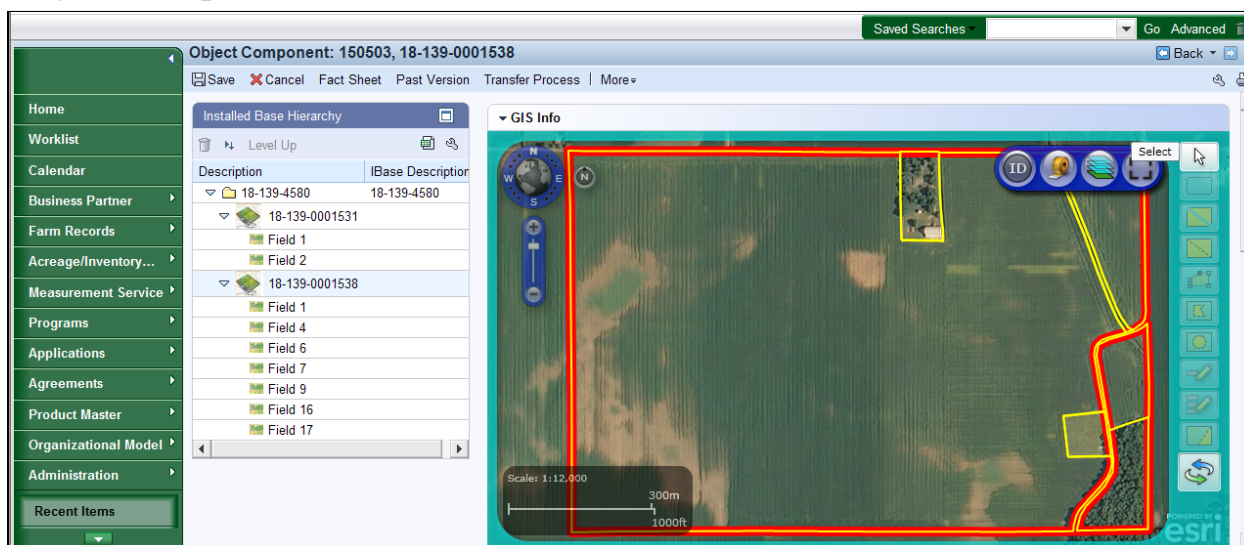 Saved Searches Go Advanced
Object Component: 150503, 18-139-0001538 Back
Save Cancel Fact Sheet Past Version Transfer Process | More
Home
Worklist
Calendar
Business Partner
Farm Records
Acreage/Inventory...
Measurement Service
Programs
Applications
Agreements
Product Master
Organizational Model
Administration
Recent Items
Installed Base Hierarchy
Level Up
Description IBase Description
18-139-4580 18-139-4580
18-139-0001531
Field 1
Field 2
18-139-0001538
Field 1
Field 4
Field 6
Field 7
Field 9
Field 16
Field 17
GIS Info
N
W E
S
N
ID
Select
Scale: 1:12,000
300m
1000ft
POWERED BY
esri